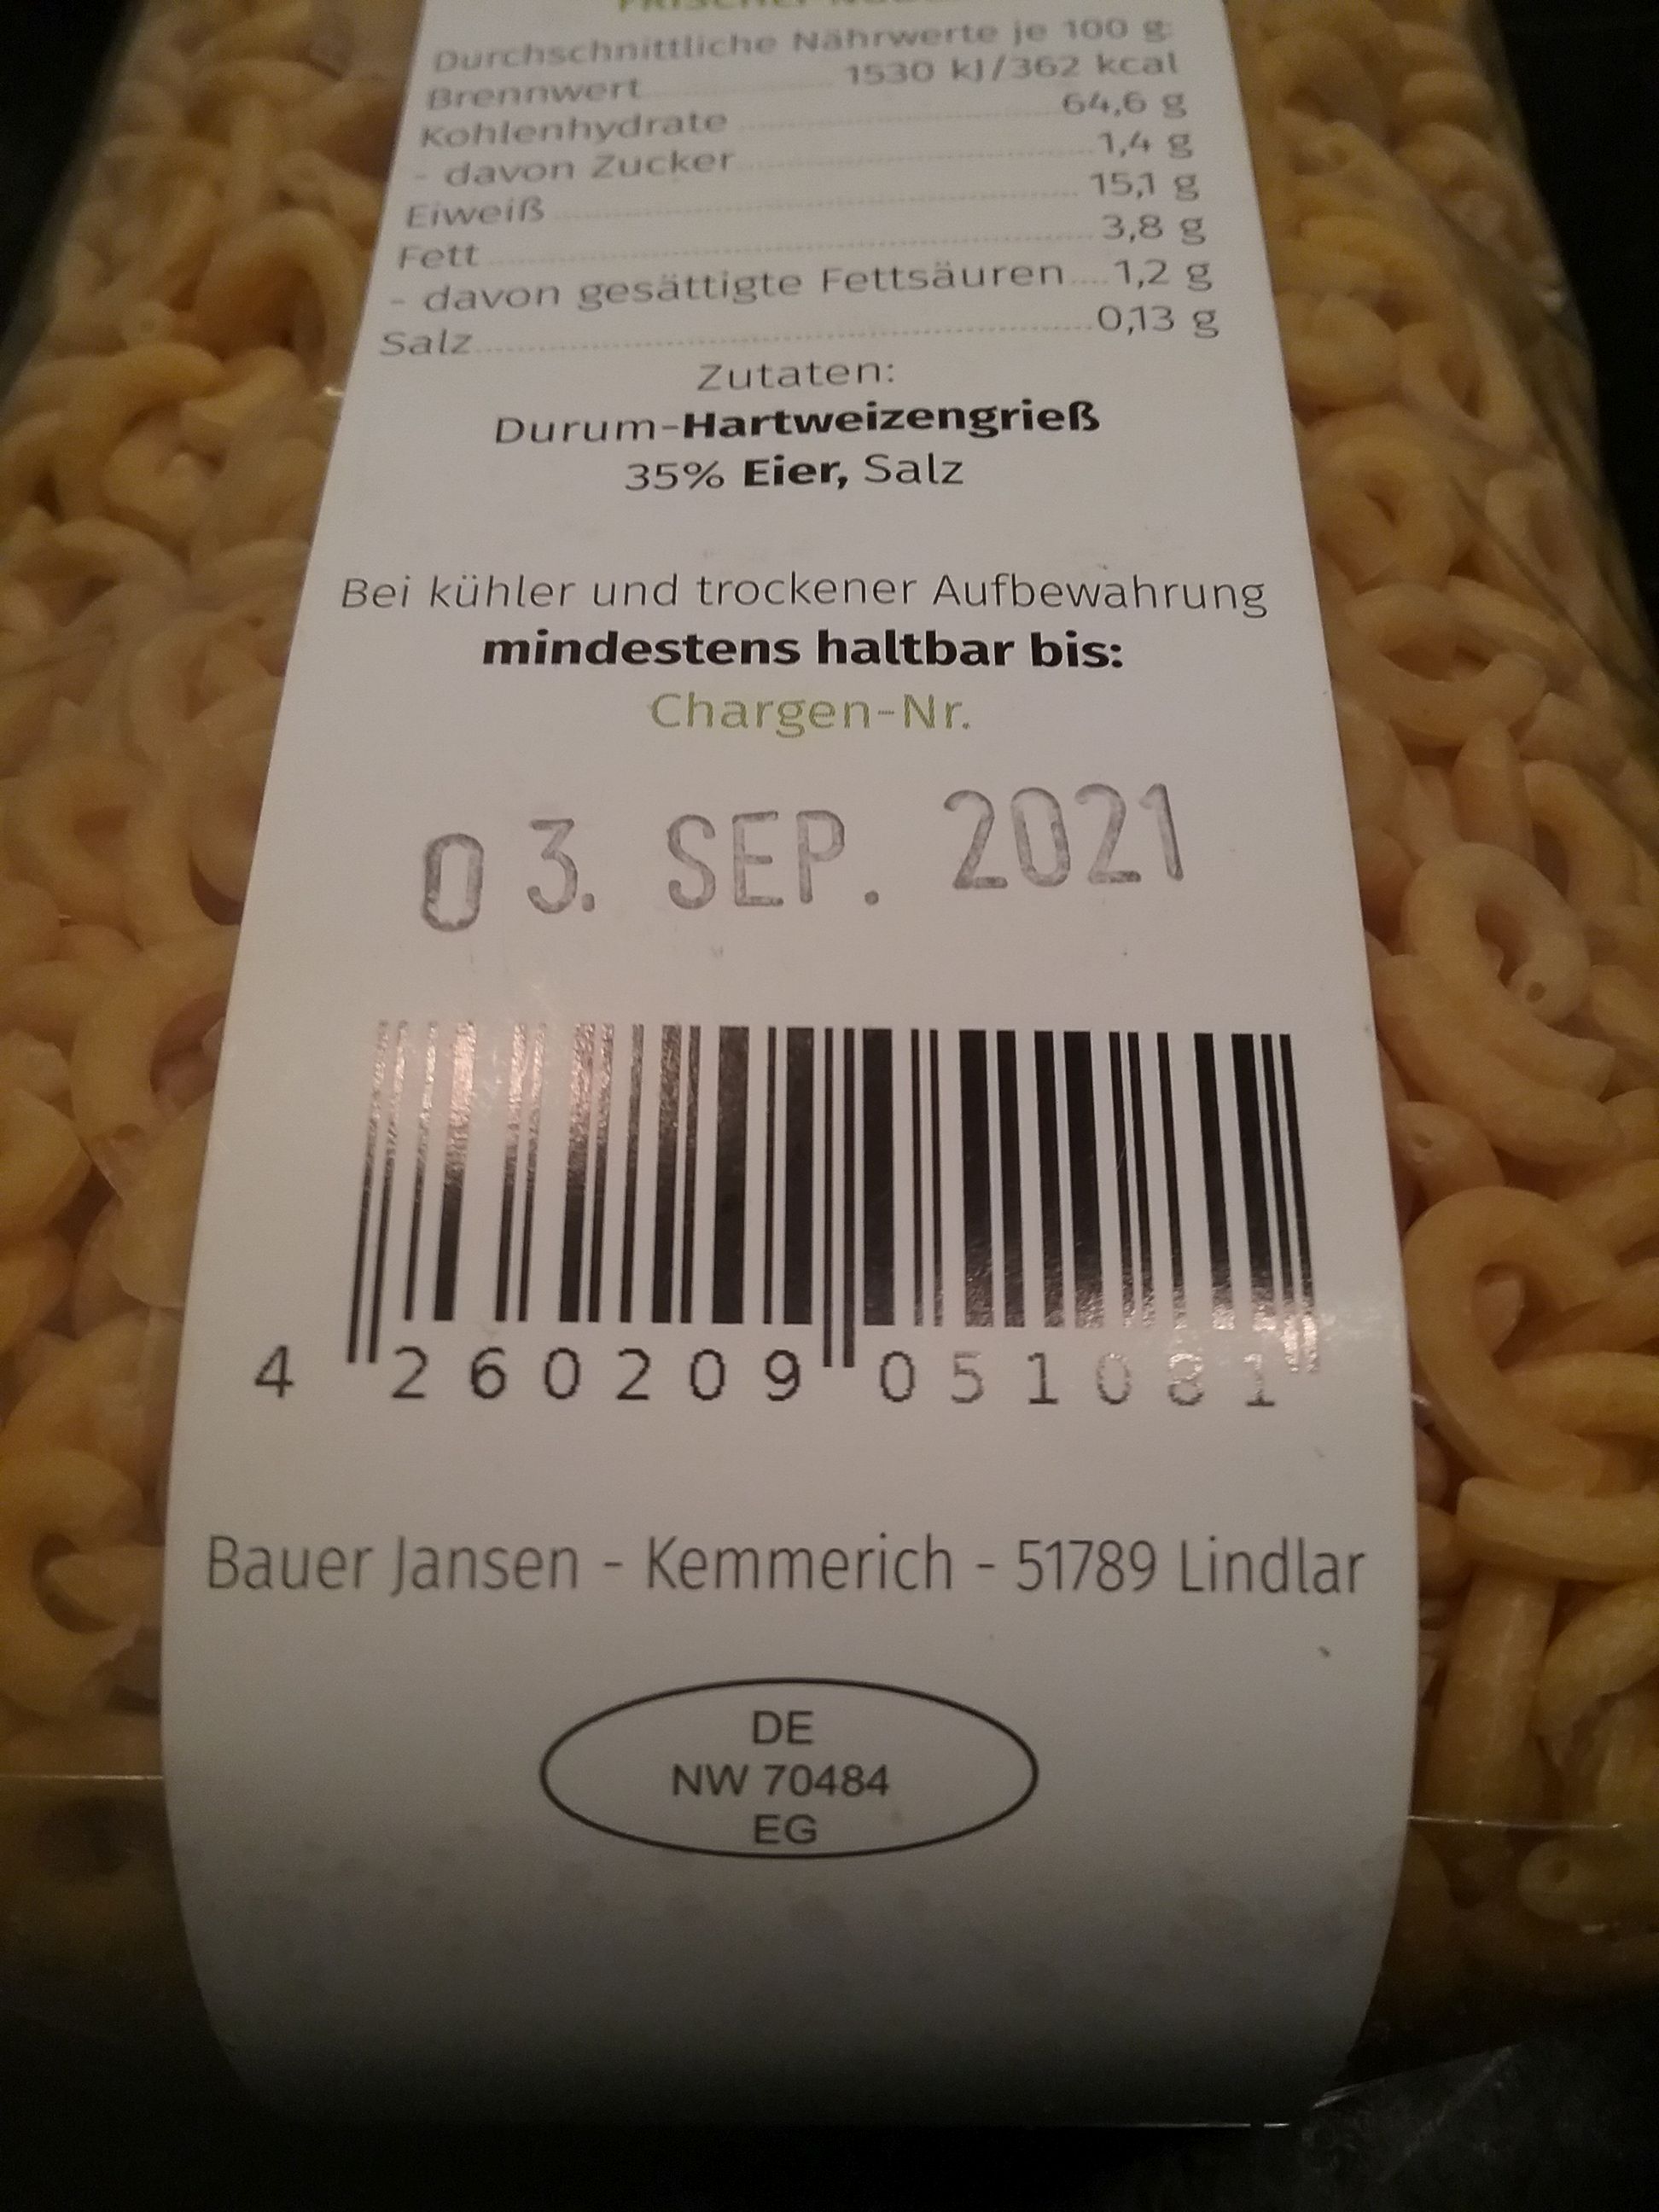 Durchschnittliche Nährwerte je 100 g:
Brennwert 1530 kJ/362 kcal
Kohlenhydrate 64,6 g
- davon Zucker 1,4 g
Eiweiß 15,1 g
Fett 3,8 g
- davon gesättigte Fettsäuren 1,2 g
Salz 0,13 g
Zutaten:
Durum-Hartweizengrieß
35% Eier, Salz
Bei kühler und trockener Aufbewahrung
mindestens haltbar bis:
Chargen-Nr.
03. SEP. 2021
4 260209 051081
Bauer Jansen - Kemmerich - 51789 Lindlar
DE
NW 70484
EG